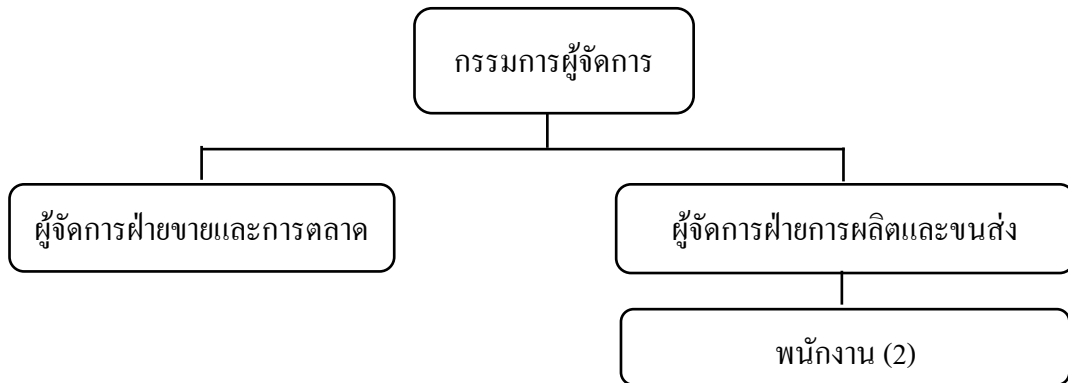 กรรมการผู้จัดการ
ผู้จัดการฝ่ายขายและการตลาด
ผู้จัดการฝ่ายการผลิตและขนส่ง
พนักงาน (2)